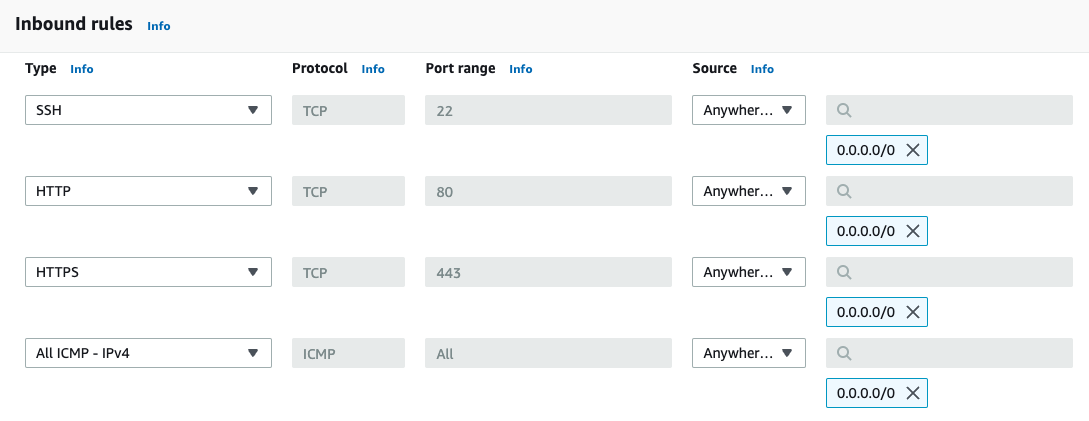 Inbound rules Info
Type Info Protocol Info Port range Info Source Info
SSH TCP 22 Anywher...
0.0.0.0/0
HTTP TCP 80 Anywher...
0.0.0.0/0
HTTPS TCP 443 Anywher...
0.0.0.0/0
All ICMP - IPv4 ICMP All Anywher...
0.0.0.0/0